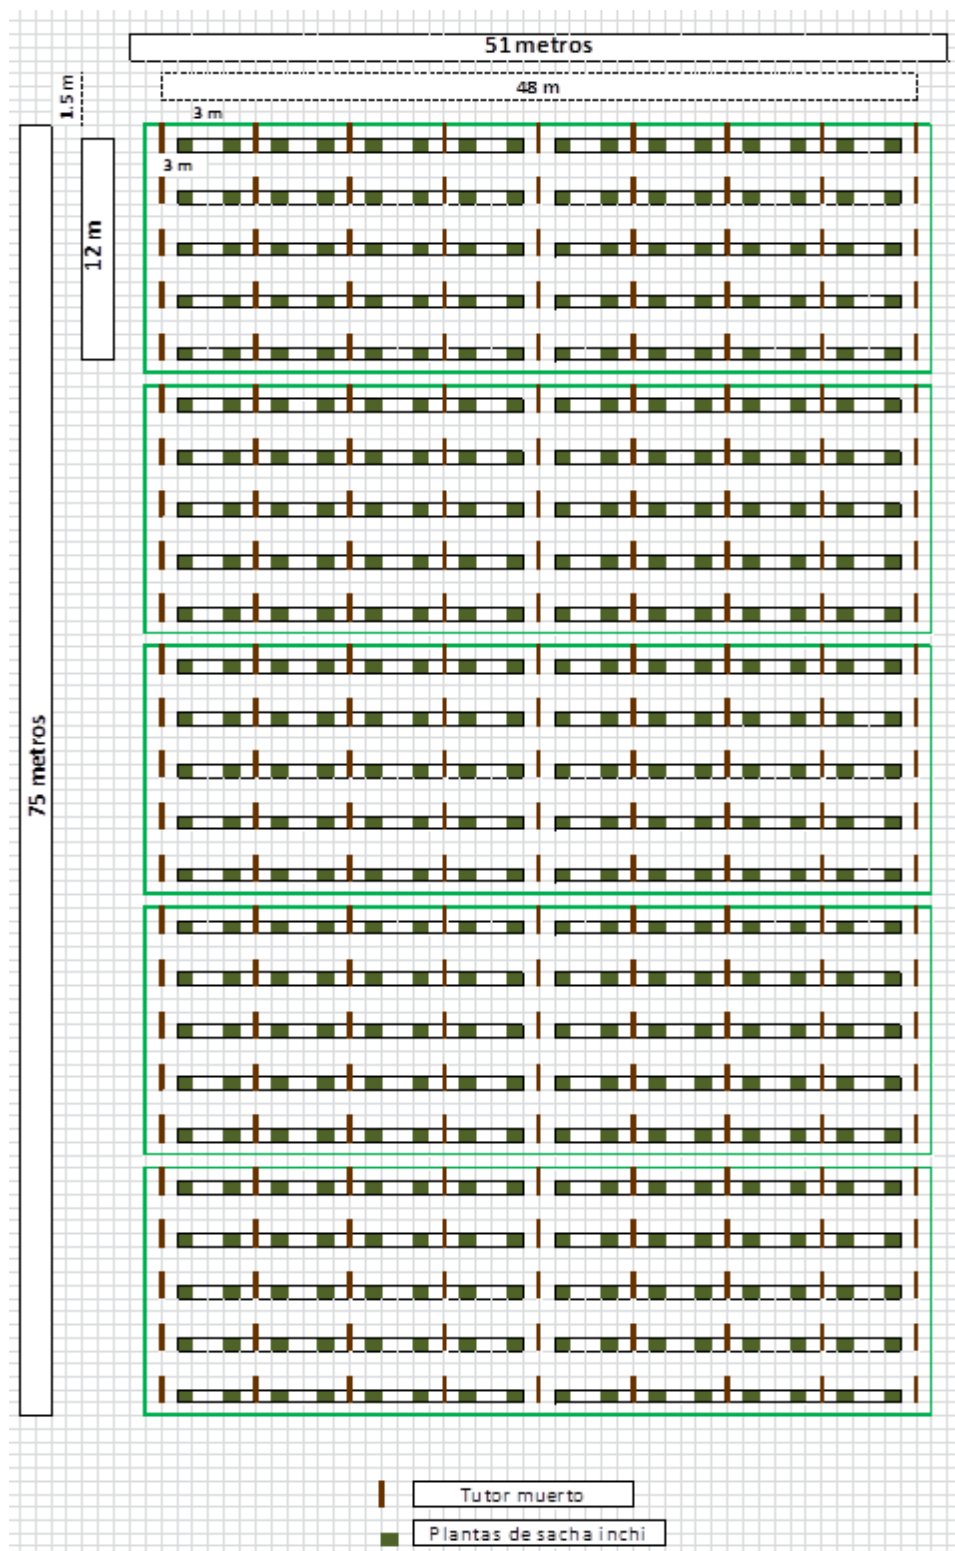 51 metros
48 m
1.5 m
3 m
3 m
12 m
75 metros
Tutor muerto
Plantas de sacha inchi